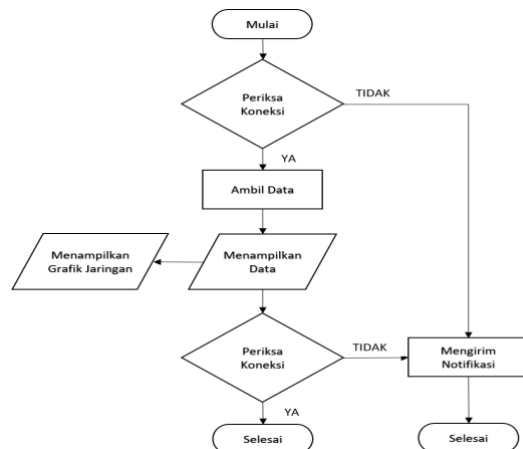 Mulai
Periksa
Koneksi
TIDAK
YA
Ambil Data
Menampilkan
Grafik Jaringan
Menampilkan
Data
Periksa
Koneksi
TIDAK
Mengirim
Notifikasi
YA
Selesai
Selesai